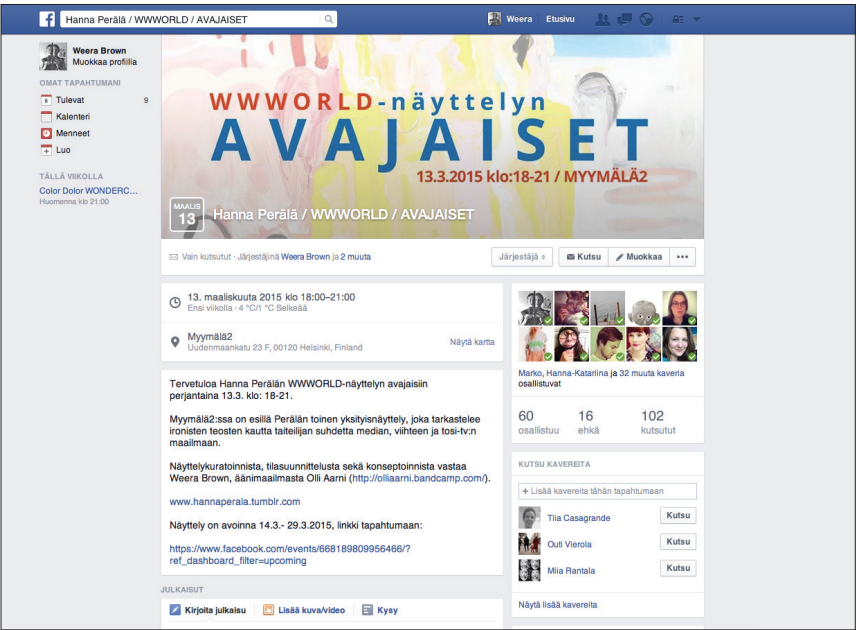 Hanna Perälä / WWWORLD / AVAJAISET
Weera
Etusivu
Weera Brown
Muokkaa profiilia
OMAT TAPAHTUMANI
Tulevat 9
Kalenteri
Menneet
Luo
TÄLLÄ VIIKOLLA
Color Dolor WONDERC...
Huomenna klo 21:00
WWWORLD-näyttelyn
AVAJAISET
13.3.2015 klo:18-21 / MYYMÄLÄ2
MAALIS
13
Hanna Perälä / WWWORLD / AVAJAISET
Vain kutsutut · Järjestäjinä Weera Brown ja 2 muuta
Järjestäjä
Kutsu
Muokkaa
13. maaliskuuta 2015 klo 18:00–21:00
Ensi viikolla · 4 °C/1 °C Selkeää
Myymälä2
Uudenmaankatu 23 F, 00120 Helsinki, Finland
Näytä kartta
Tervetuloa Hanna Perälän WWWORLD-näyttelyn avajaisiin
perjantaina 13.3. klo: 18-21.
Myymälä2:ssa on esillä Perälän toinen yksityisnäyttely, joka tarkastelee
ironisten teosten kautta taiteilijan suhdetta median, viihteen ja tosi-tv:n
maailmaan.
Näyttelykuratoinnista, tilasuunnittelusta sekä konseptoinnista vastaa
Weera Brown, äänimaailmasta Olli Aarni (http://olliaarni.bandcamp.com/).
www.hannaperala.tumblr.com
Näyttely on avoinna 14.3.- 29.3.2015, linkki tapahtumaan:
https://www.facebook.com/events/668189809956466/?
ref_dashboard_filter=upcoming
JULKAISUT
Kirjoita julkaisu
Lisää kuva/video
Kysy
Marko, Hanna-Katariina ja 32 muuta kaveria
osallistuvat
60 16 102
osallistuu ehkä kutsutut
KUTSU KAVEREITA
+ Lisää kavereita tähän tapahtumaan
Tiia Casagrande Kutsu
Outi Vierola Kutsu
Miia Rantala Kutsu
Näytä lisää kavereita